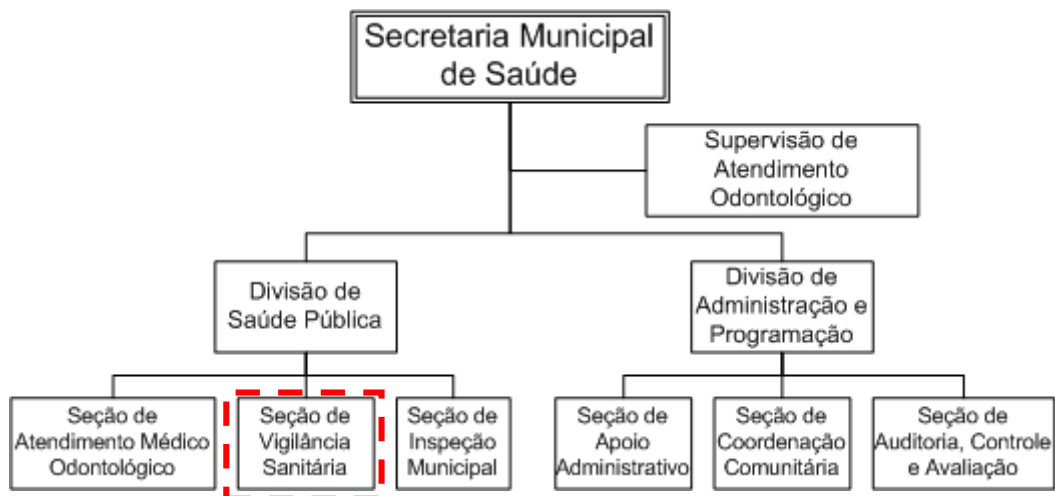 Secretaria Municipal
de Saúde
Supervisão de
Atendimento
Odontológico
Divisão de
Saúde Pública
Divisão de
Administração e
Programação
Seção de
Atendimento Médico
Odontológico
Seção de
Vigilância
Sanitária
Seção de
Inspeção
Municipal
Seção de
Apoio
Administrativo
Seção de
Coordenação
Comunitária
Seção de
Auditoria, Controle
e Avaliação